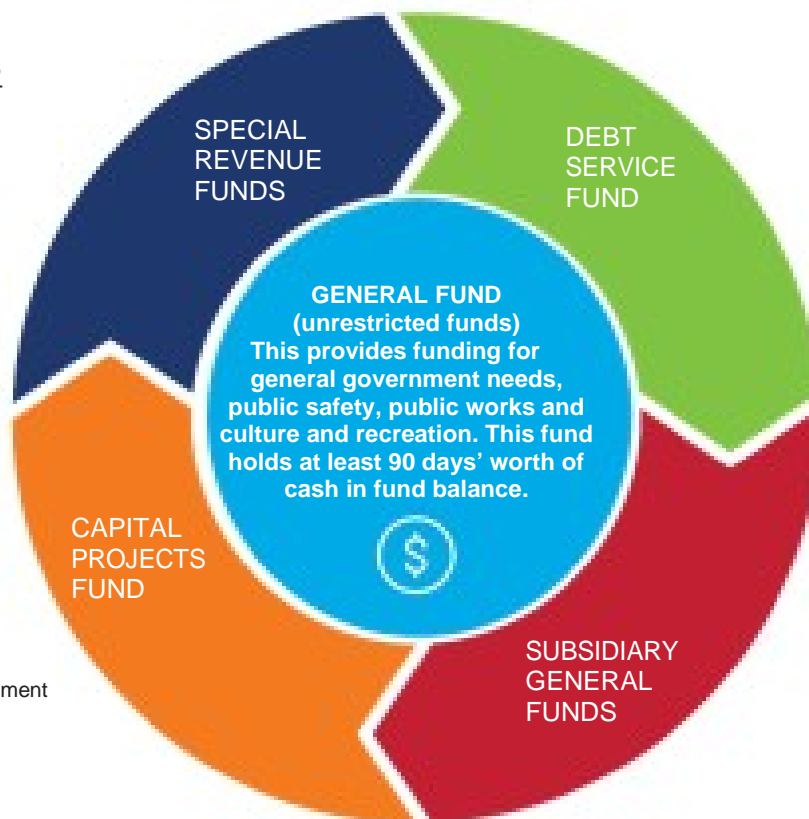 SPECIAL
REVENUE
FUNDS
DEBT
SERVICE
FUND
GENERAL FUND
(unrestricted funds)
This provides funding for
general government needs,
public safety, public works and
culture and recreation. This fund
holds at least 90 days’ worth of
cash in fund balance.
$
CAPITAL
PROJECTS
FUND
SUBSIDIARY
GENERAL
FUNDS